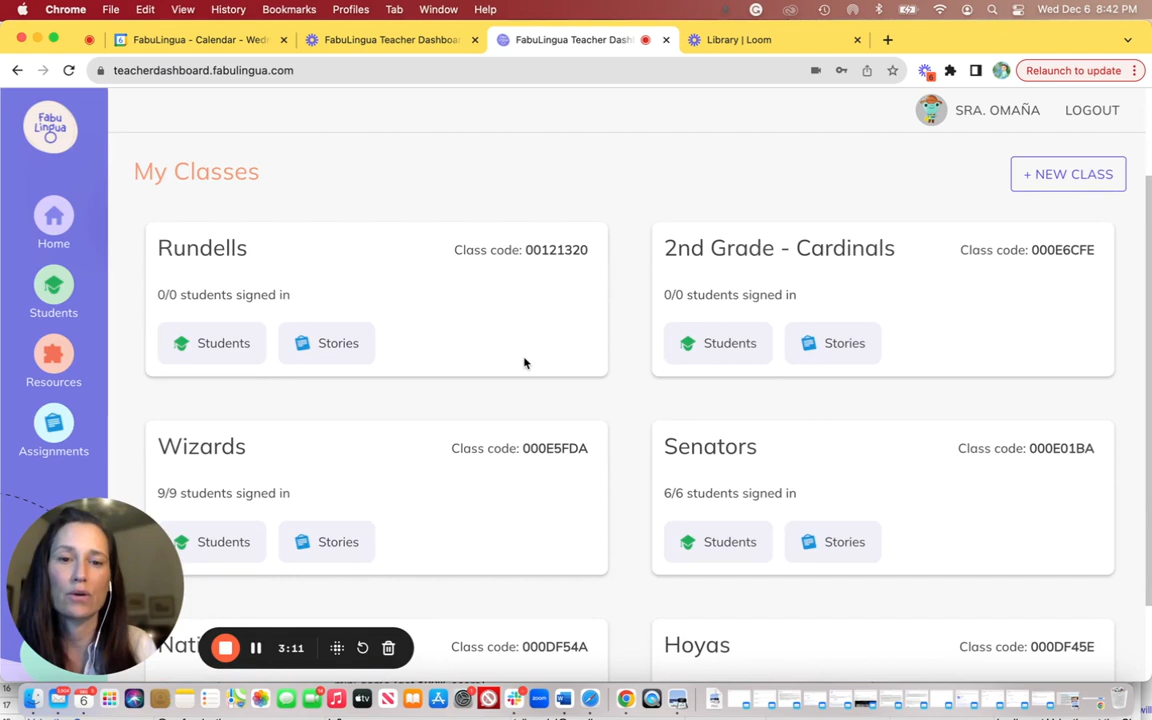 Chrome File Edit View History Bookmarks Profiles Tab Window Help Wed Dec 6 8:42 PM
FabuLingua - Calendar - Wed FabuLingua Teacher Dashboa FabuLingua Teacher Dash Library | Loom
teacherdashboard.fabulingua.com Relaunch to update
Fabu
Lingua
SRA. OMAÑA LOGOUT
My Classes
+ NEW CLASS
Home
Students
Resources
Assignments
Rundells Class code: 00121320
0/0 students signed in
Students Stories
2nd Grade - Cardinals Class code: 000E6CFE
0/0 students signed in
Students Stories
Wizards Class code: 000E5FDA
9/9 students signed in
Students Stories
Senators Class code: 000E01BA
6/6 students signed in
Students Stories
Nati Class code: 000DF54A
Hoyas Class code: 000DF45E
3:11
16
17
zoom